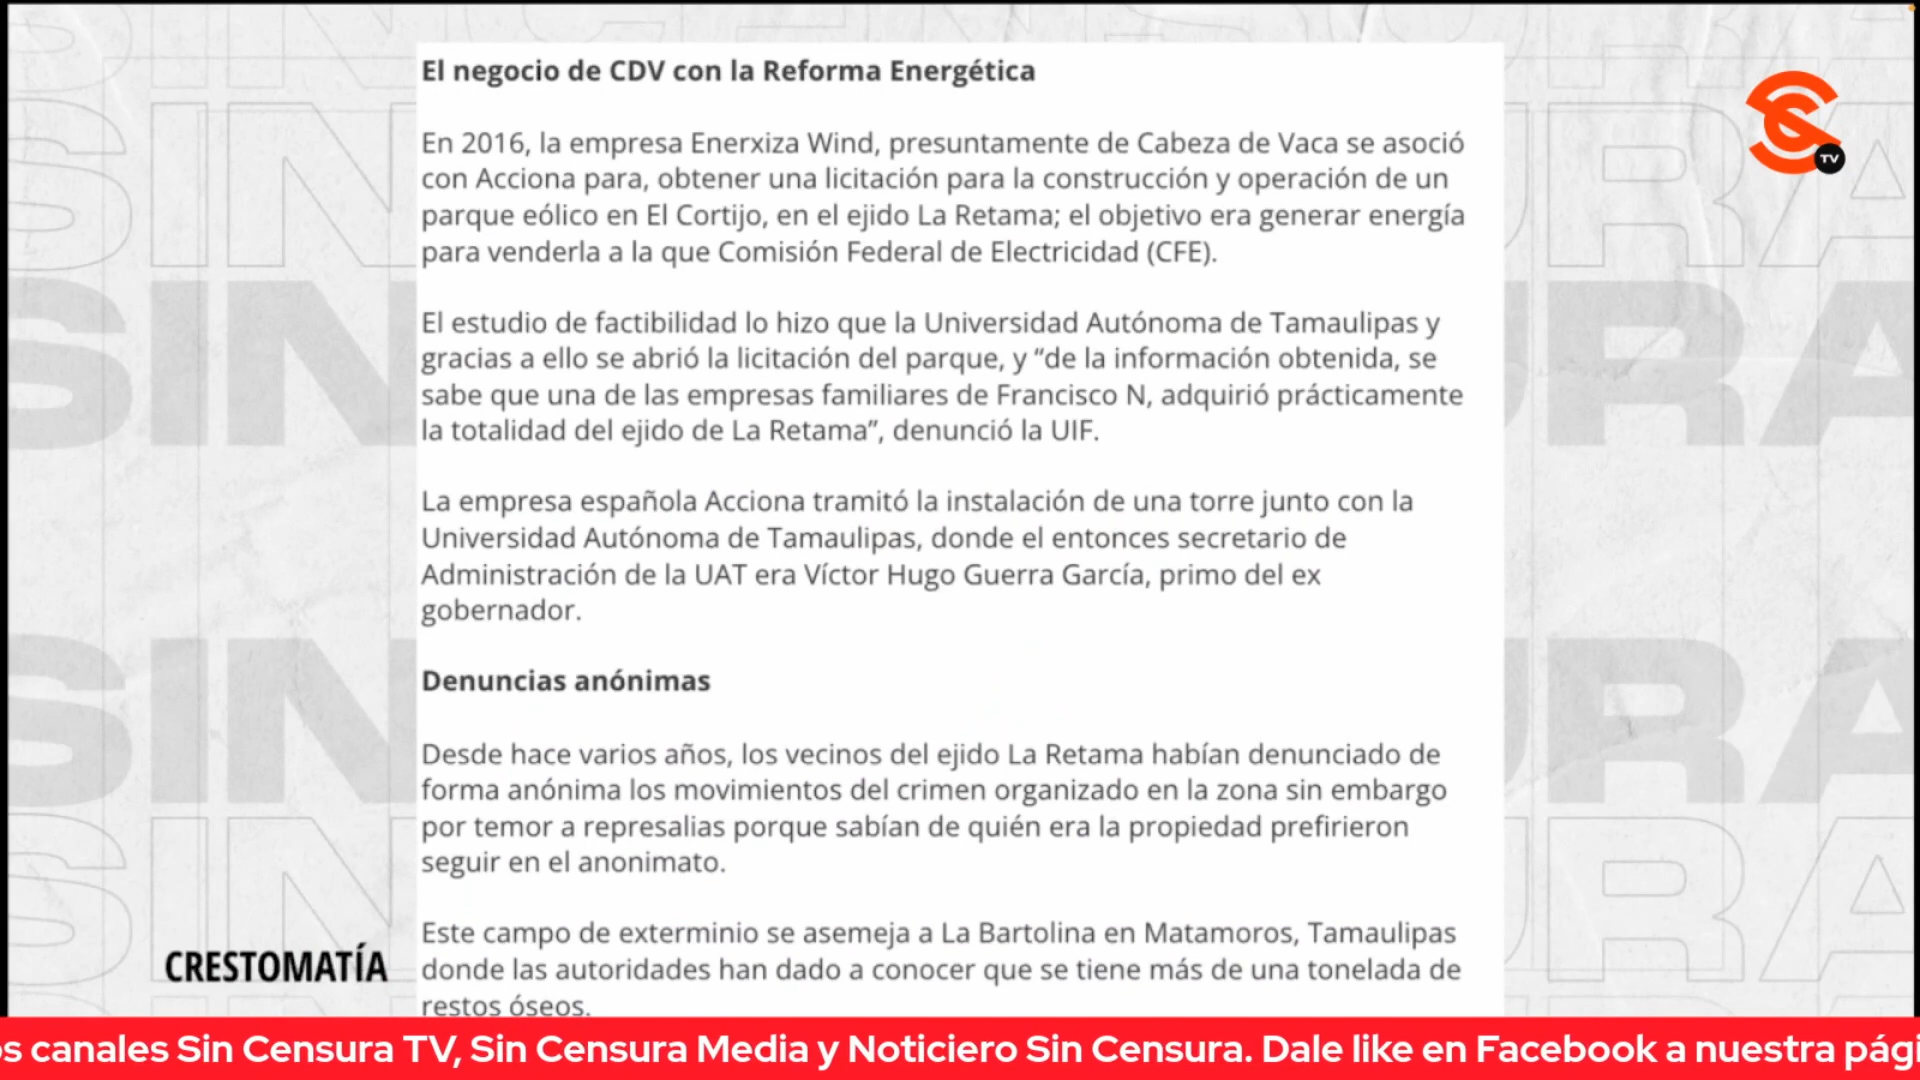 El negocio de CDV con la Reforma Energética
En 2016, la empresa Enerxiza Wind, presuntamente de Cabeza de Vaca se asoció
con Acciona para, obtener una licitación para la construcción y operación de un
parque eólico en El Cortijo, en el ejido La Retama; el objetivo era generar energía
para venderla a la que Comisión Federal de Electricidad (CFE).
El estudio de factibilidad lo hizo que la Universidad Autónoma de Tamaulipas y
gracias a ello se abrió la licitación del parque, y “de la información obtenida, se
sabe que una de las empresas familiares de Francisco N, adquirió prácticamente
la totalidad del ejido de La Retama”, denunció la UIF.
La empresa española Acciona tramitó la instalación de una torre junto con la
Universidad Autónoma de Tamaulipas, donde el entonces secretario de
Administración de la UAT era Víctor Hugo Guerra García, primo del ex
gobernador.
Denuncias anónimas
Desde hace varios años, los vecinos del ejido La Retama habían denunciado de
forma anónima los movimientos del crimen organizado en la zona sin embargo
por temor a represalias porque sabían de quién era la propiedad prefirieron
seguir en el anonimato.
Este campo de exterminio se asemeja a La Bartolina en Matamoros, Tamaulipas
donde las autoridades han dado a conocer que se tiene más de una tonelada de
restos óseos.
CRESTOMATÍA
TV
s canales Sin Censura TV, Sin Censura Media y Noticiero Sin Censura. Dale like en Facebook a nuestra pági
SIN
SIN
SIN
SIN